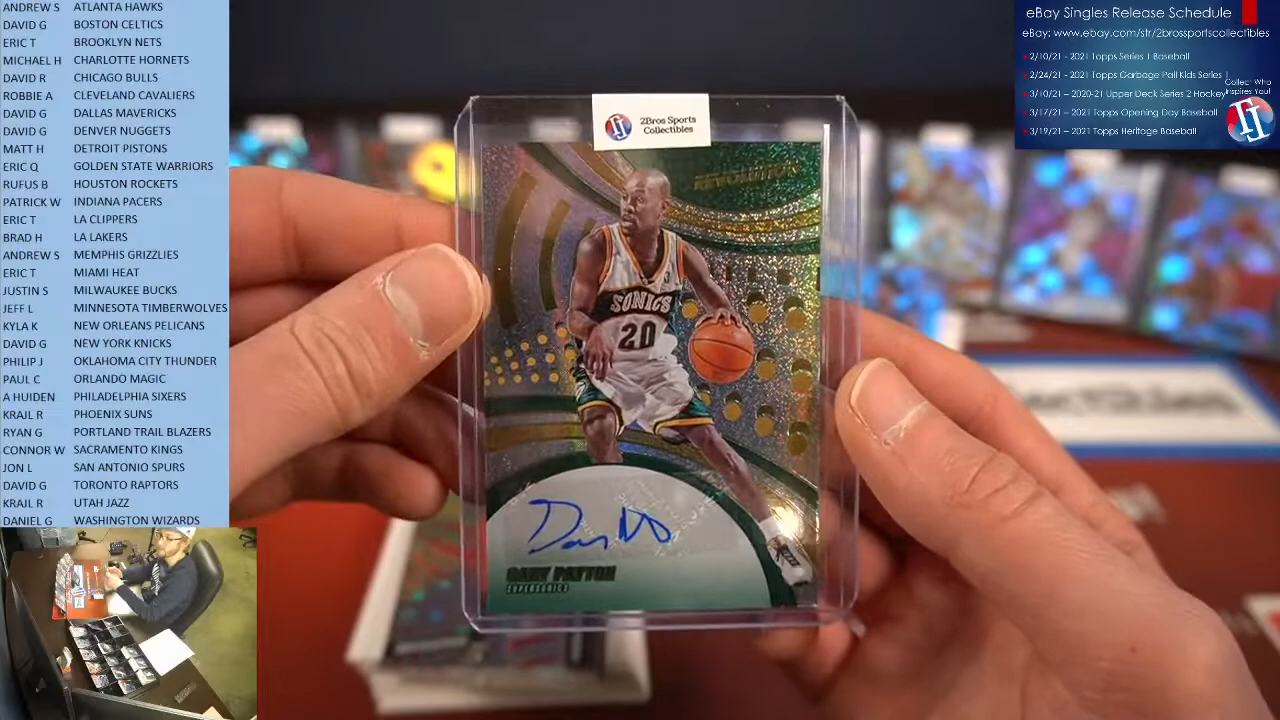 ANDREW S ATLANTA HAWKS
DAVID G BOSTON CELTICS
ERIC T BROOKLYN NETS
MICHAEL H CHARLOTTE HORNETS
DAVID R CHICAGO BULLS
ROBBIE A CLEVELAND CAVALIERS
DAVID G DALLAS MAVERICKS
DAVID G DENVER NUGGETS
MATT H DETROIT PISTONS
ERIC Q GOLDEN STATE WARRIORS
RUFUS B HOUSTON ROCKETS
PATRICK W INDIANA PACERS
ERIC T LA CLIPPERS
BRAD H LA LAKERS
ANDREW S MEMPHIS GRIZZLIES
ERIC T MIAMI HEAT
JUSTIN S MILWAUKEE BUCKS
JEFF L MINNESOTA TIMBERWOLVES
KYLA K NEW ORLEANS PELICANS
DAVID G NEW YORK KNICKS
PHILIP J OKLAHOMA CITY THUNDER
PAUL C ORLANDO MAGIC
A HUIDEN PHILADELPHIA SIXERS
KRAIL R PHOENIX SUNS
RYAN G PORTLAND TRAIL BLAZERS
CONNOR W SACRAMENTO KINGS
JON L SAN ANTONIO SPURS
DAVID G TORONTO RAPTORS
KRAIL R UTAH JAZZ
DANIEL G WASHINGTON WIZARDS
2Bros Sports
Collectibles
REVOLUTION
SONICS
20
GARY PAYTON
SUPERSONICS
eBay Singles Release Schedule
eBay: www.ebay.com/str/2brossportscollectibles
2/10/21 - 2021 Topps Series 1 Baseball
2/24/21 - 2021 Topps Garbage Pail Kids Series 1
3/10/21 – 2020-21 Upper Deck Series 2 Hockey
3/17/21 – 2021 Topps Opening Day Baseball
3/19/21 – 2021 Topps Heritage Baseball
Collect Who
Inspires You!